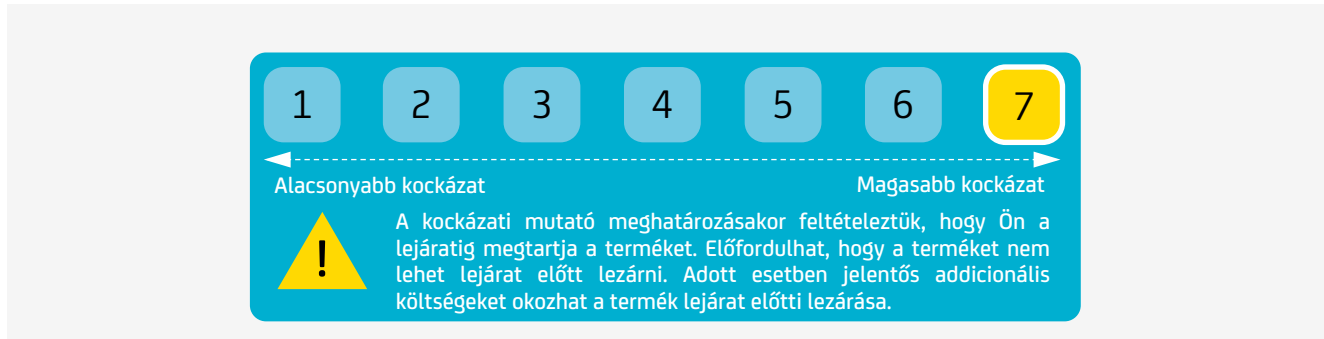 1 2 3 4 5 6 7
Alacsonyabb kockázat Magasabb kockázat
! A kockázati mutató meghatározásakor feltételeztük, hogy Ön a
lejáratig megtartja a terméket. Előfordulhat, hogy a terméket nem
lehet lejárat előtt lezárni. Adott esetben jelentős addicionális
költségeket okozhat a termék lejárat előtti lezárása.